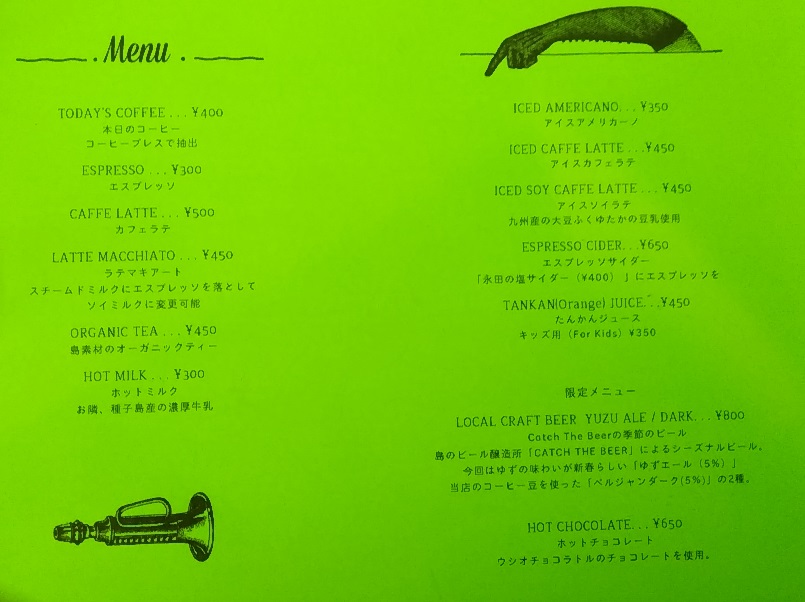 . Menu .
TODAY'S COFFEE . . . ¥400
本日のコーヒー
コーヒープレスで抽出
ESPRESSO . . . ¥300
エスプレッソ
CAFFE LATTE . . . ¥500
カフェラテ
LATTE MACCHIATO . . . ¥450
ラテマキアート
スチームドミルクにエスプレッソを落として
ソイミルクに変更可能
ORGANIC TEA . . . ¥450
島素材のオーガニックティー
HOT MILK . . . ¥300
ホットミルク
お隣、種子島産の濃厚牛乳
ICED AMERICANO. . . ¥350
アイスアメリカーノ
ICED CAFFE LATTE . . .¥450
アイスカフェラテ
ICED SOY CAFFE LATTE . . . ¥450
アイスソイラテ
九州産の大豆ふくゆたかの豆乳使用
ESPRESSO CIDER. . .¥650
エスプレッソサイダー
「永田の塩サイダー（¥400） 」にエスプレッソを
TANKAN(Orange) JUICE. . .¥450
たんかんジュース
キッズ用（For Kids）¥350
限定メニュー
LOCAL CRAFT BEER YUZU ALE / DARK. . . ¥800
Catch The Beerの季節のビール
島のビール醸造所「CATCH THE BEER」によるシーズナルビール。
今回はゆずの味わいが新春らしい「ゆずエール（5%）」
当店のコーヒー豆を使った「ベルジャンダーク(5%)」の2種。
HOT CHOCOLATE. . . ¥650
ホットチョコレート
ウシオチョコラトルのチョコレートを使用。